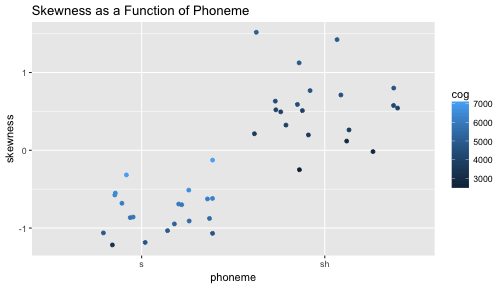 Skewness as a Function of Phoneme
skewness
1
0
-1
s
sh
phoneme
cog
7000
6000
5000
4000
3000